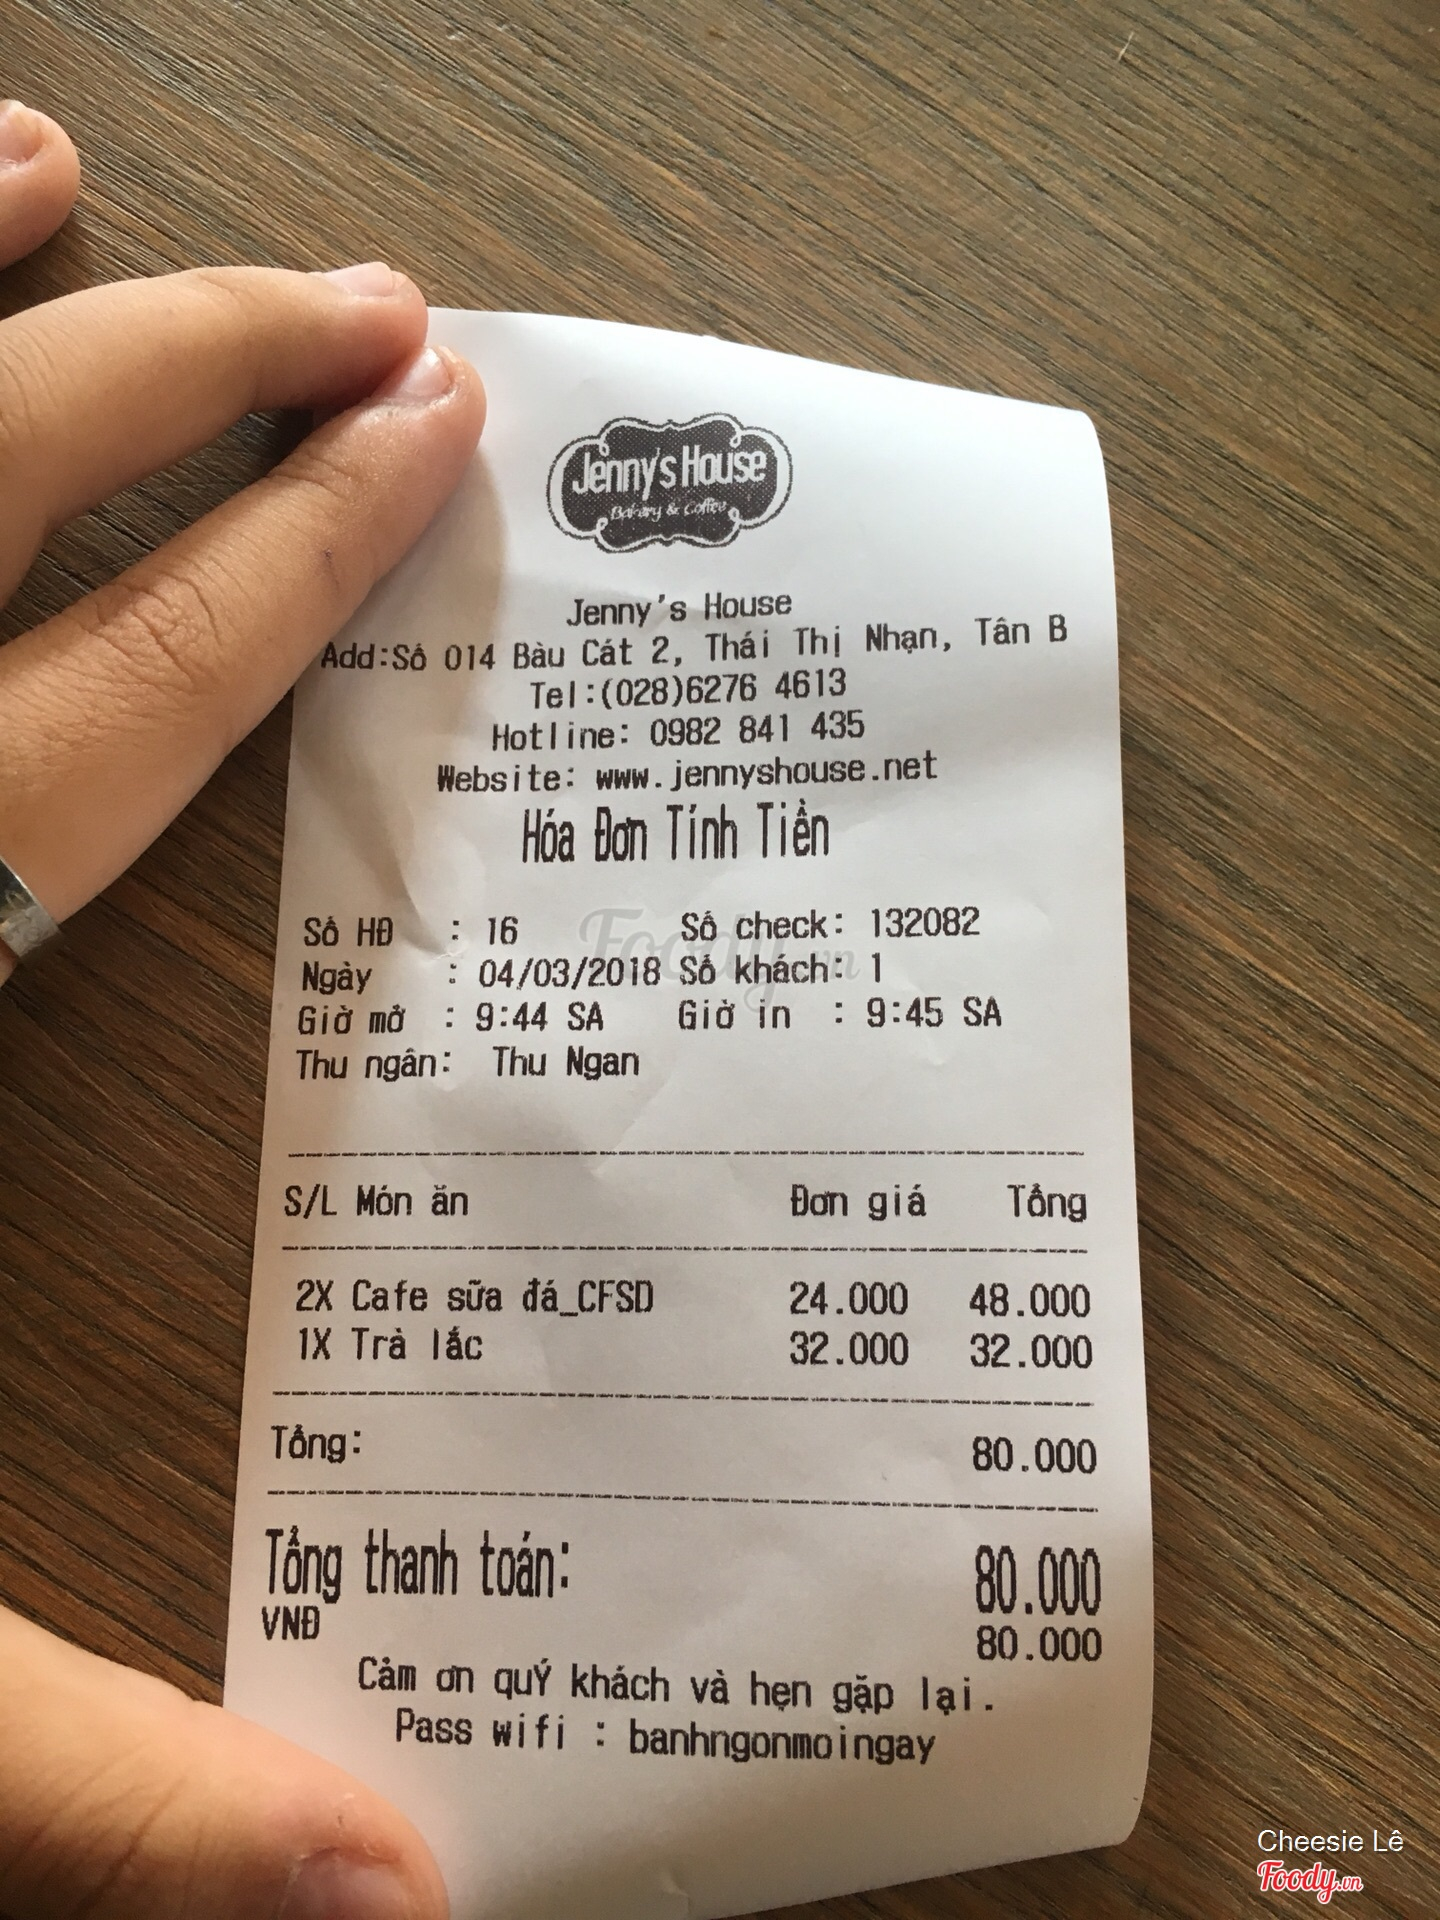 Jenny's House
Bakery & Coffee
Jenny's House
Add:Số 014 Bàu Cát 2, Thái Thị Nhạn, Tân B
Tel:(028)6276 4613
Hotline: 0982 841 435
Website: www.jennyshouse.net
Hóa Đơn Tính Tiền
Số HĐ : 16 Số check: 132082
Ngày : 04/03/2018 Số khách: 1
Giờ mở : 9:44 SA Giờ in : 9:45 SA
Thu ngân: Thu Ngan
Foody.vn
S/L Món ăn Đơn giá Tổng
2X Cafe sữa đá_CFSD 24.000 48.000
1X Trà lắc 32.000 32.000
Tổng: 80.000
Tổng thanh toán: 80.000
VNĐ 80.000
Cảm ơn quÝ khách và hẹn gặp lại.
Pass wifi : banhngonmoingay
Cheesie Lê
Foody.vn